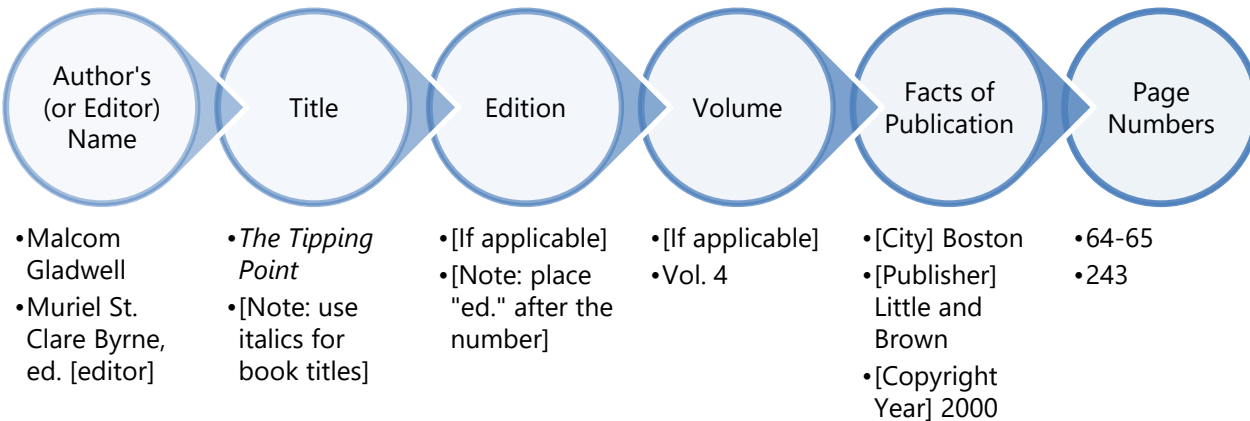 Author's
(or Editor)
Name
Title
Edition
Volume
Facts of
Publication
Page
Numbers
•Malcom
Gladwell
•Muriel St.
Clare Byrne,
ed. [editor]
•The Tipping
Point
•[Note: use
italics for
book titles]
•[If applicable]
•[Note: place
"ed." after the
number]
•[If applicable]
•Vol. 4
•[City] Boston
•[Publisher]
Little and
Brown
•[Copyright
Year] 2000
•64-65
•243